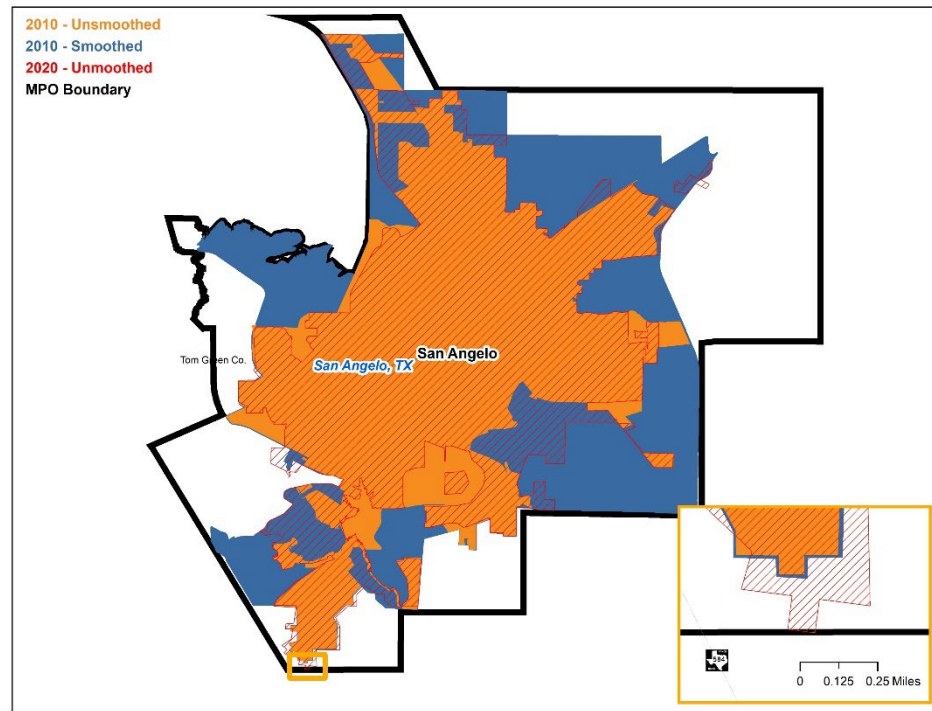 2010 - Unsmoothed
2010 - Smoothed
2020 - Unmoothed
MPO Boundary
Tom Green Co.
San Angelo
San Angelo, TX
584
0 0.125 0.25 Miles